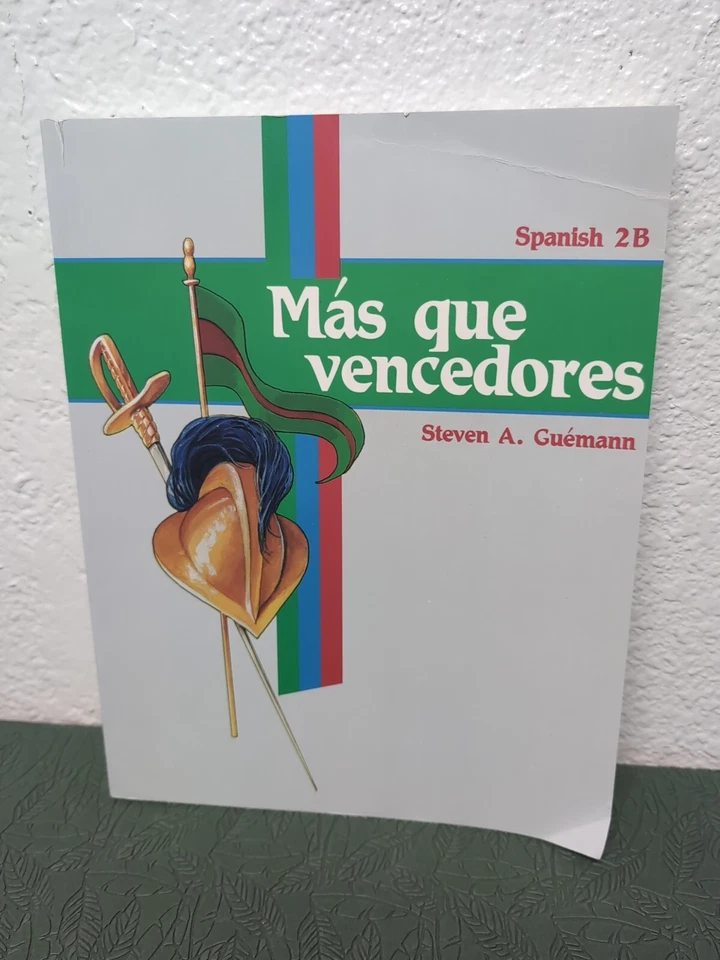 Spanish 2B
Más que
vencedores
Steven A. Guémann